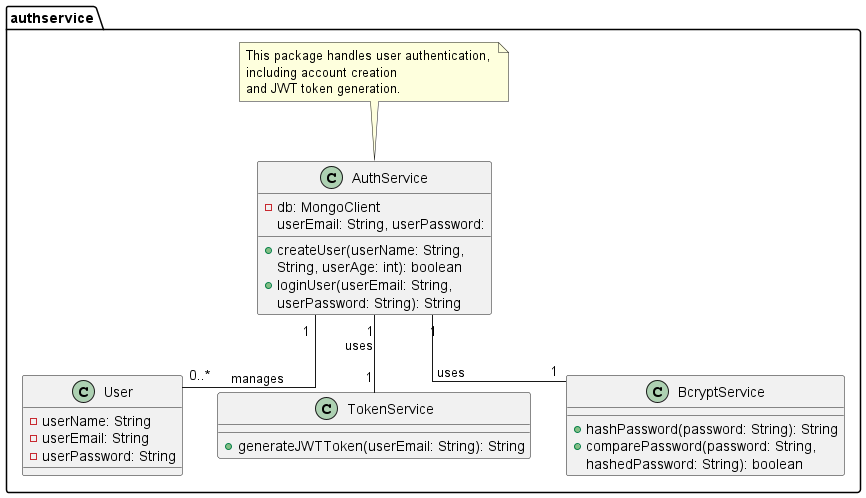 authservice
This package handles user authentication,
including account creation
and JWT token generation.
C AuthService
db: MongoClient
userEmail: String, userPassword:
createUser(userName: String,
String, userAge: int): boolean
loginUser(userEmail: String,
userPassword: String): String
1 1 1
uses
0..* manages
1
uses 1
C User
userName: String
userEmail: String
userPassword: String
C TokenService
generateJWTToken(userEmail: String): String
C BcryptService
hashPassword(password: String): String
comparePassword(password: String,
hashedPassword: String): boolean